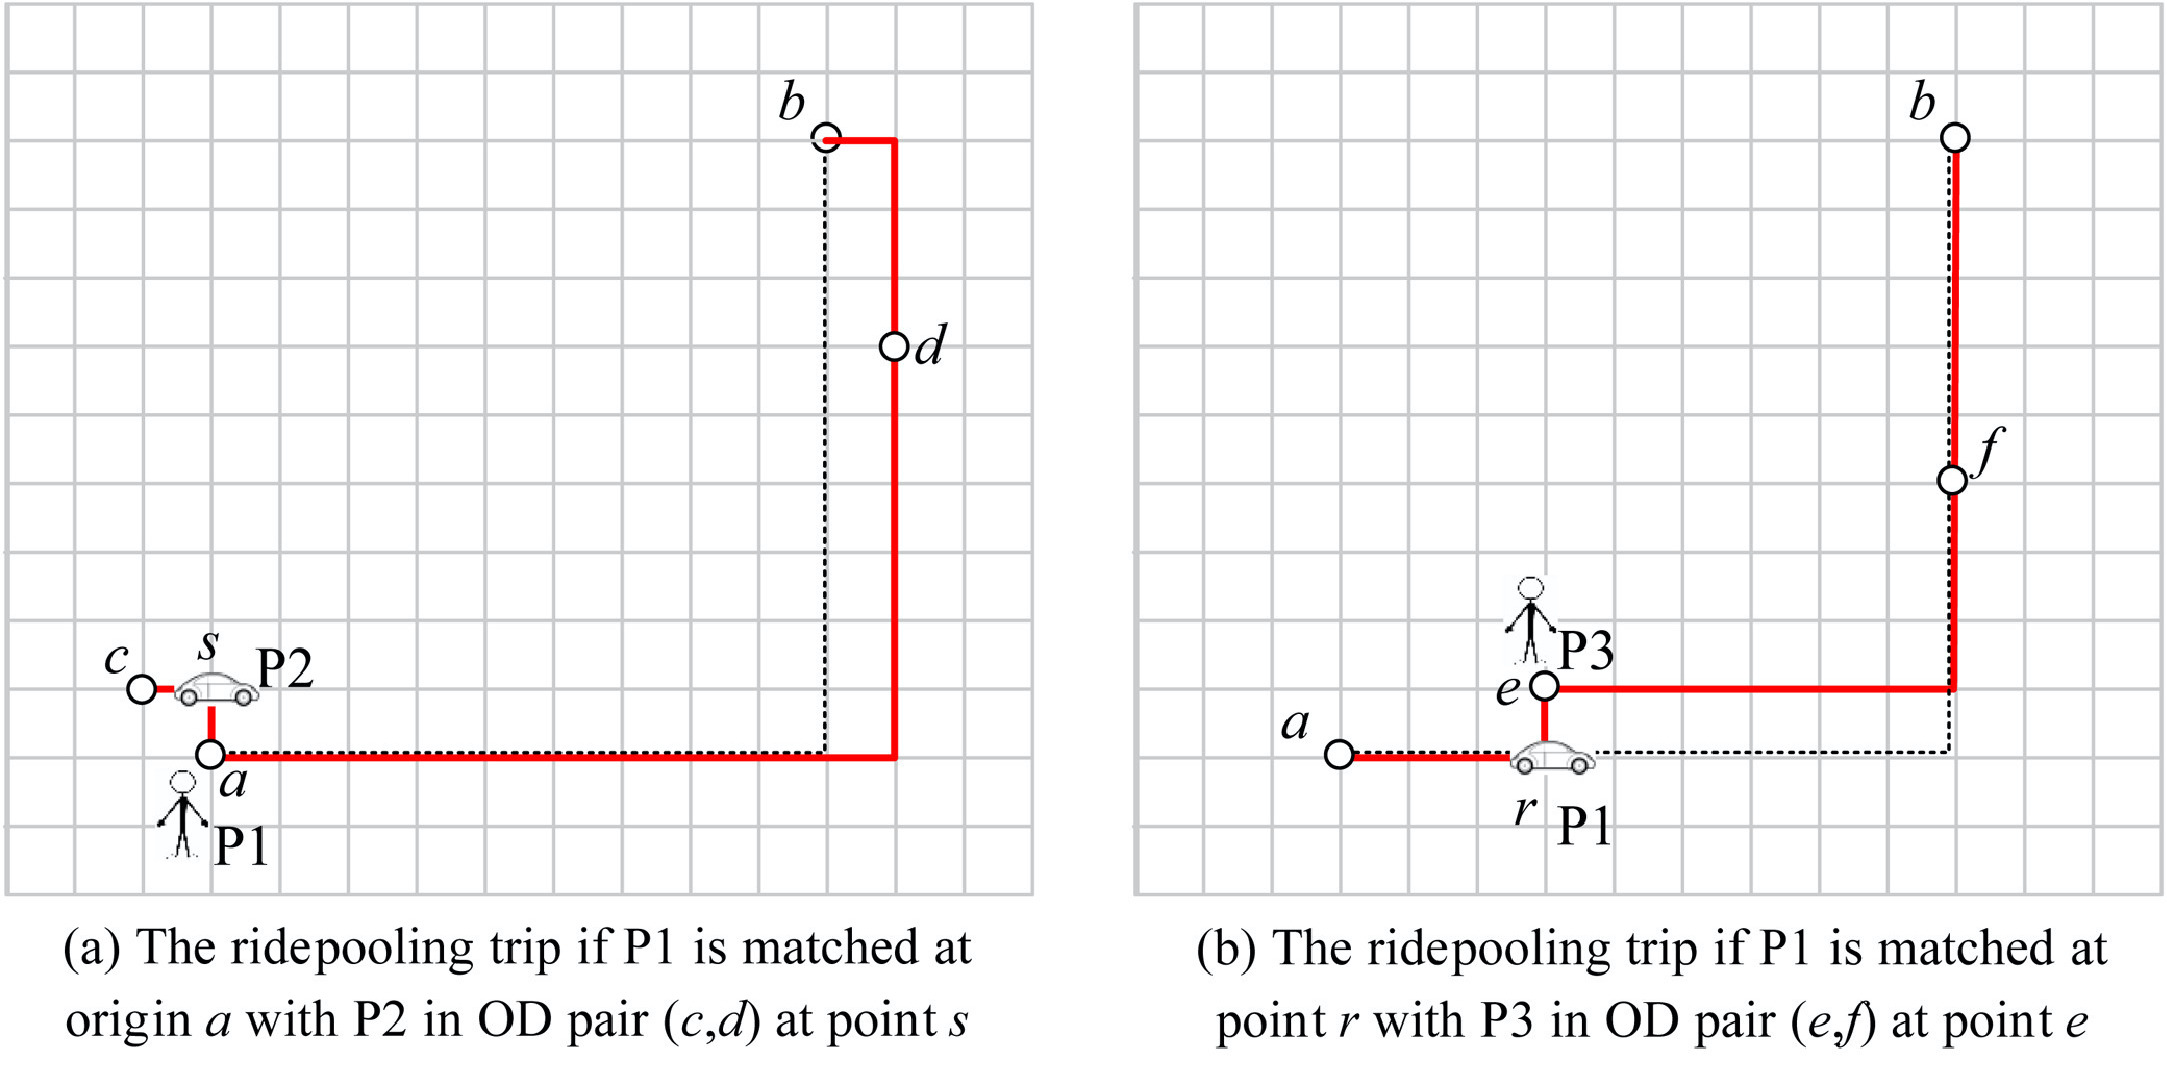 b
d
c
s
P2
a
P1
(a) The ridepooling trip if P1 is matched at
origin a with P2 in OD pair (c,d) at point s
b
f
P3
e
a
r
P1
(b) The ridepooling trip if P1 is matched at
point r with P3 in OD pair (e,f) at point e